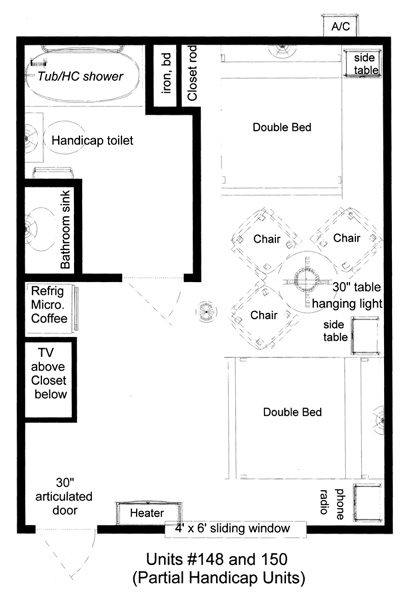 A/C
Tub/HC shower
iron, bd
Closet rod
side
table
Handicap toilet
Double Bed
Bathroom sink
Chair
Chair
30" table
hanging light
Refrig
Micro.
Coffee
Chair
side
table
TV
above
Closet
below
Double Bed
30"
articulated
door
Heater
phone
radio
4' x 6' sliding window
Units #148 and 150
(Partial Handicap Units)